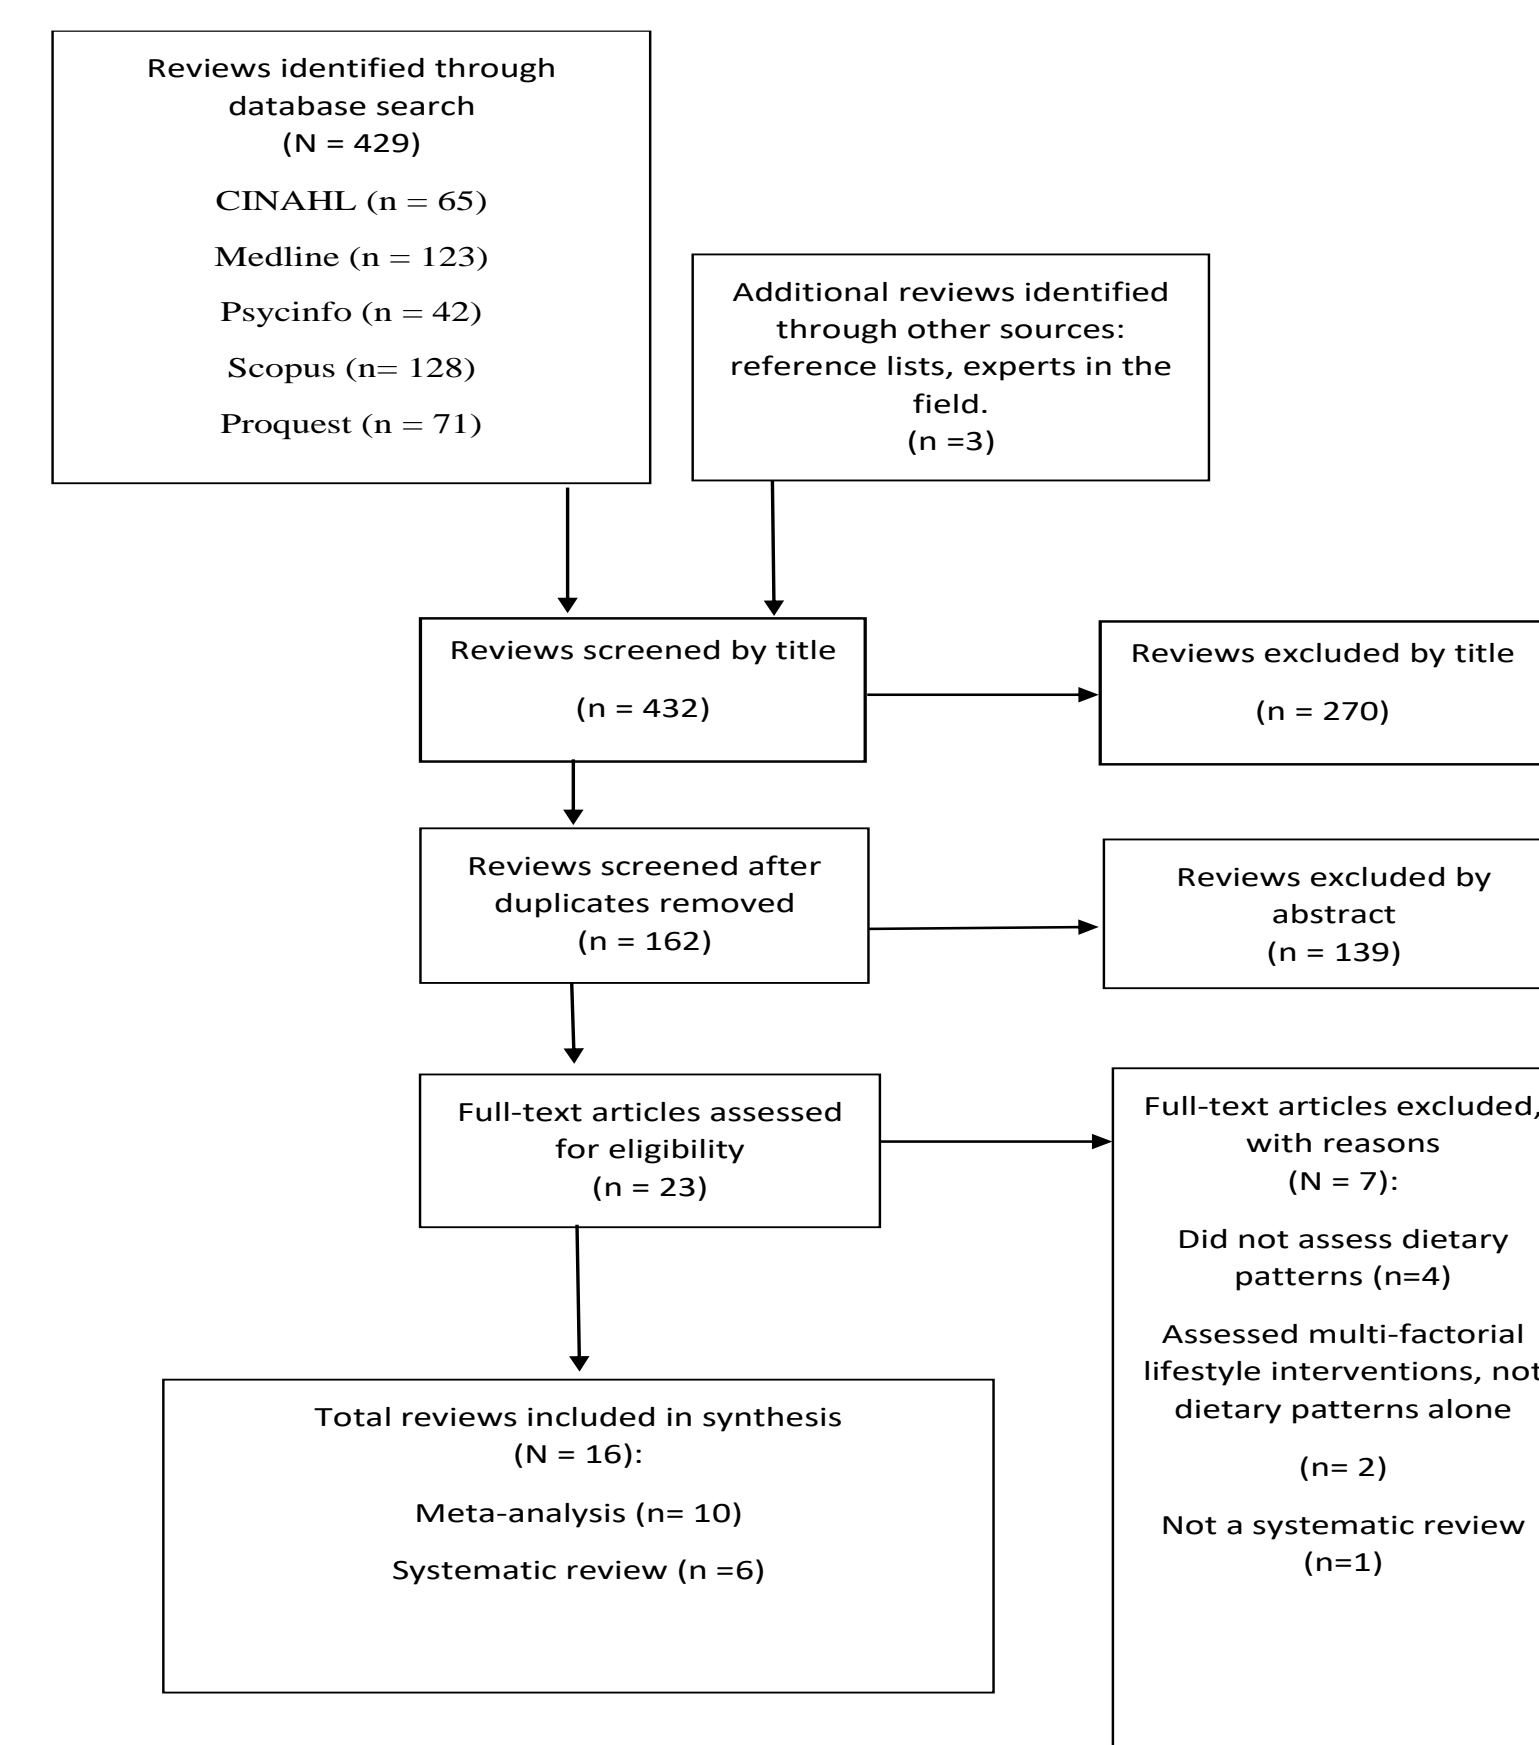 Reviews identified through
database search
(N = 429)
CINAHL (n = 65)
Medline (n = 123)
Psycinfo (n = 42)
Scopus (n= 128)
Proquest (n = 71)
Additional reviews identified
through other sources:
reference lists, experts in the
field.
(n =3)
Reviews screened by title
(n = 432)
Reviews excluded by title
(n = 270)
Reviews screened after
duplicates removed
(n = 162)
Reviews excluded by
abstract
(n = 139)
Full-text articles assessed
for eligibility
(n = 23)
Full-text articles excluded,
with reasons
(N = 7):
Did not assess dietary
patterns (n=4)
Assessed multi-factorial
lifestyle interventions, not
dietary patterns alone
(n= 2)
Not a systematic review
(n=1)
Total reviews included in synthesis
(N = 16):
Meta-analysis (n= 10)
Systematic review (n =6)